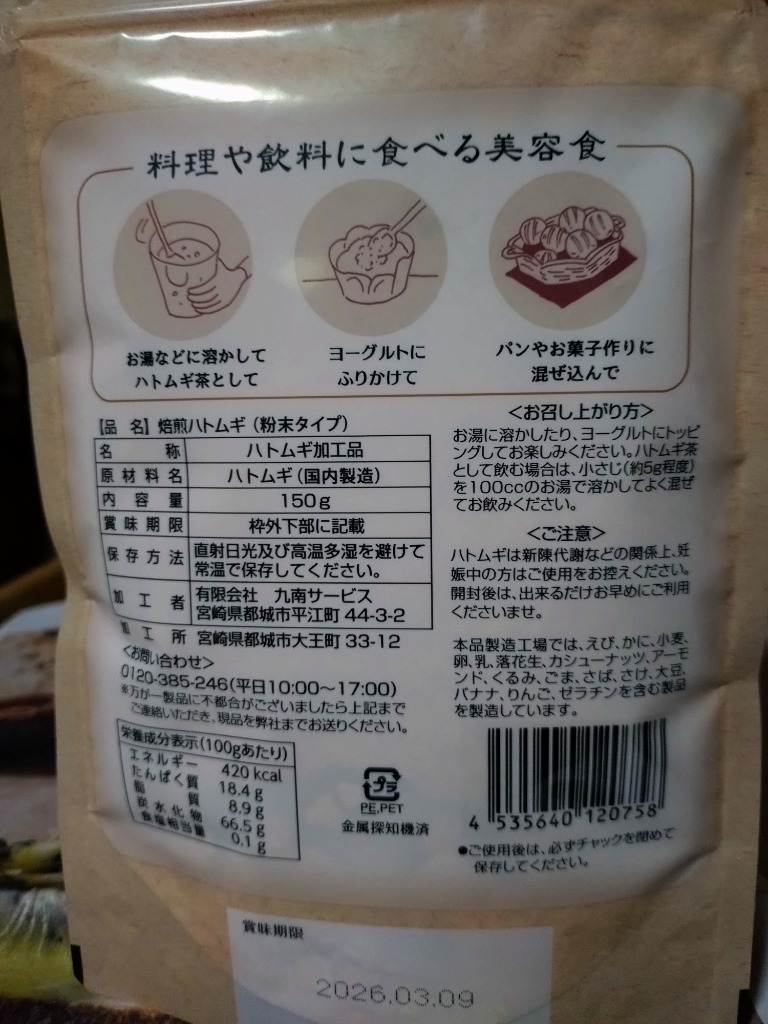 料理や飲料に食べる美容食
お湯などに溶かして
ハトムギ茶として
ヨーグルトに
ふりかけて
パンやお菓子作りに
混ぜ込んで
【品 名】焙煎ハトムギ（粉末タイプ）
名 称 ハトムギ加工品
原材料名 ハトムギ（国内製造）
内容量 150g
賞味期限 枠外下部に記載
保存方法 直射日光及び高温多湿を避けて
常温で保存してください。
加工者 有限会社 九南サービス
宮崎県都城市平江町 44-3-2
加工所 宮崎県都城市大王町 33-12
＜お問い合わせ＞
0120-385-246（平日10:00～17:00）
※万が一製品に不都合がございましたら上記まで
ご連絡いただき、現品を弊社までお送りください。
栄養成分表示（100gあたり）
エネルギー 420 kcal
たんぱく質 18.4 g
脂質 8.9 g
炭水化物 66.5 g
食塩相当量 0.1 g
プラ
PE,PET
金属探知機済
＜お召し上がり方＞
お湯に溶かしたり、ヨーグルトにトッピ
ングしてお楽しみください。ハトムギ茶
として飲む場合は、小さじ（約5g程度）
を100ccのお湯で溶かしてよく混ぜ
てお飲みください。
＜ご注意＞
ハトムギは新陳代謝などの関係上、妊
娠中の方はご使用をお控えください。
開封後は、出来るだけお早めにご利用
くださいませ。
本品製造工場では、えび、かに、小麦、
卵、乳、落花生、カシューナッツ、アーモ
ンド、くるみ、ごま、さば、さけ、大豆、
バナナ、りんご、ゼラチンを含む製品
を製造しています。
4 535640 120758
●ご使用後は、必ずチャックを閉めて
保存してください。
賞味期限
2026.03.09